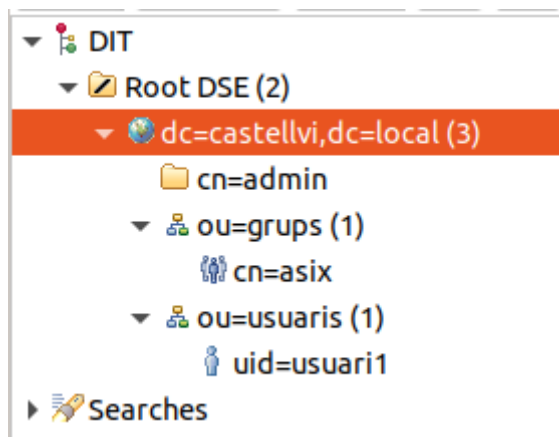 DIT
Root DSE (2)
dc=castellvi,dc=local (3)
cn=admin
ou=grups (1)
cn=asix
ou=usuaris (1)
uid=usuari1
Searches